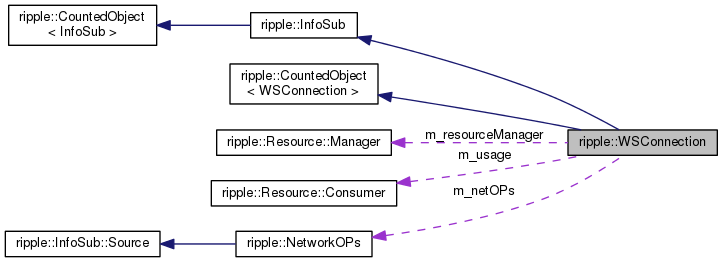 ripple::CountedObject
< InfoSub >
ripple::InfoSub
ripple::CountedObject
< WSConnection >
ripple::Resource::Manager
m_resourceManager
ripple::WSConnection
m_usage
ripple::Resource::Consumer
m_netOPs
ripple::InfoSub::Source
ripple::NetworkOPs